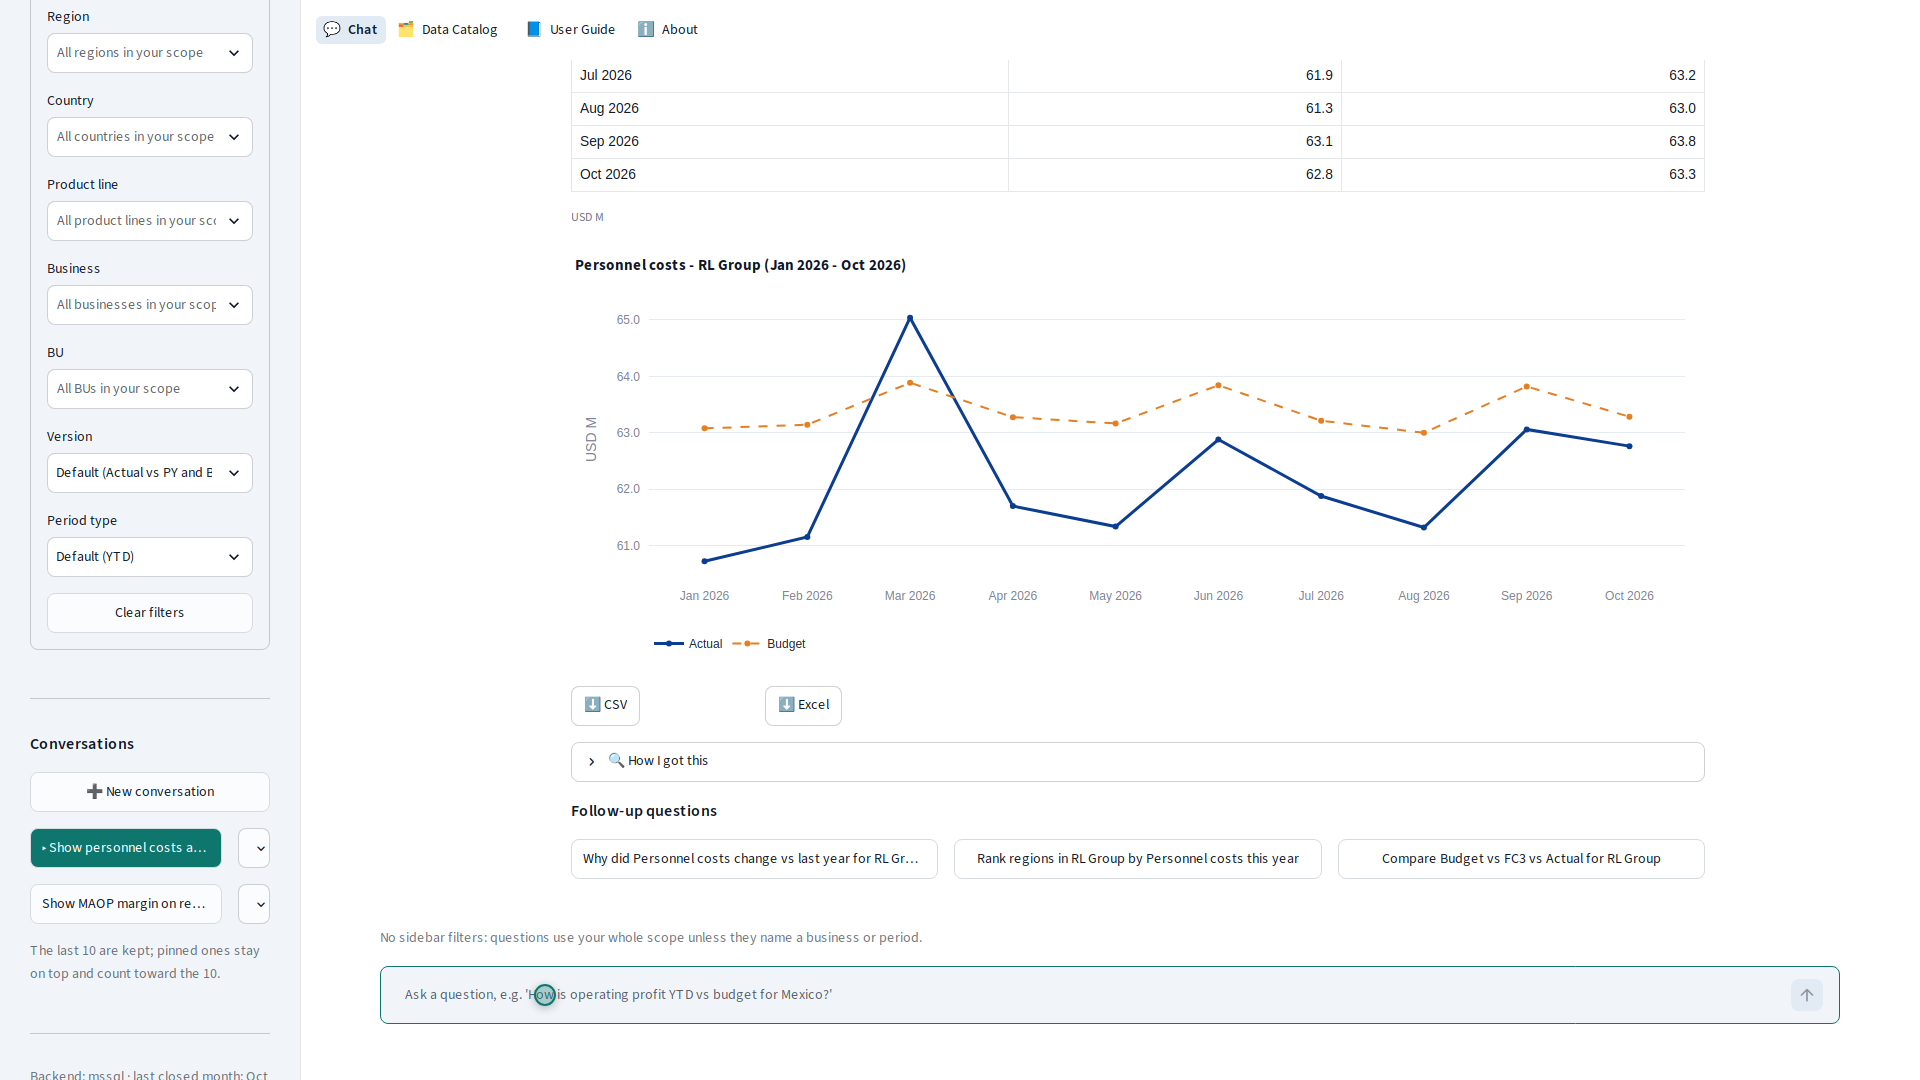 Region
All regions in your scope
Country
All countries in your scope
Product line
All product lines in your sco
Business
All businesses in your scop
BU
All BUs in your scope
Version
Default (Actual vs PY and B
Period type
Default (YTD)
Clear filters
Conversations
➕ New conversation
▸ Show personnel costs a…
Show MAOP margin on re…
The last 10 are kept; pinned ones stay
on top and count toward the 10.
Backend: mssql · last closed month: Oct
💬 Chat 🗂️ Data Catalog 📘 User Guide ℹ️ About
Jul 2026 61.9 63.2
Aug 2026 61.3 63.0
Sep 2026 63.1 63.8
Oct 2026 62.8 63.3
USD M
Personnel costs - RL Group (Jan 2026 - Oct 2026)
USD M
65.0
64.0
63.0
62.0
61.0
Jan 2026 Feb 2026 Mar 2026 Apr 2026 May 2026 Jun 2026 Jul 2026 Aug 2026 Sep 2026 Oct 2026
Actual Budget
⬇️ CSV ⬇️ Excel
🔍 How I got this
Follow-up questions
Why did Personnel costs change vs last year for RL Gr…
Rank regions in RL Group by Personnel costs this year
Compare Budget vs FC3 vs Actual for RL Group
No sidebar filters: questions use your whole scope unless they name a business or period.
Ask a question, e.g. 'How is operating profit YTD vs budget for Mexico?'